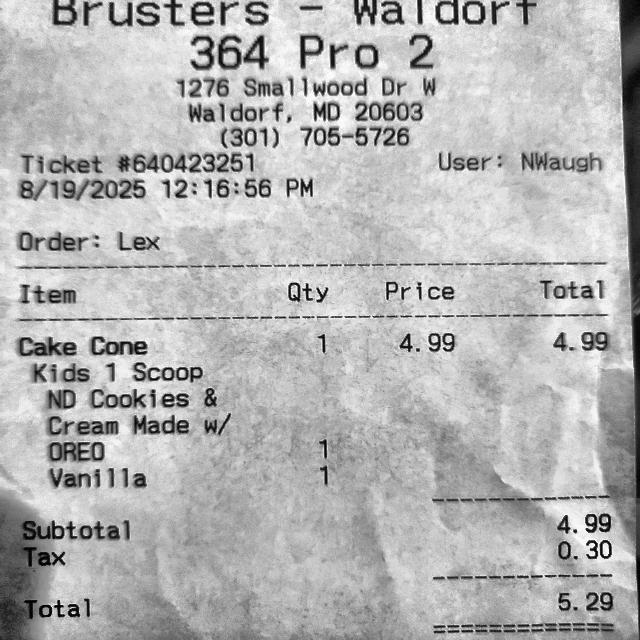 Brusters - Waldorf
364 Pro 2
1276 Smallwood Dr W
Waldorf, MD 20603
(301) 705-5726
Ticket #640423251 User: NWaugh
8/19/2025 12:16:56 PM
Order: Lex
Item Qty Price Total
Cake Cone 1 4.99 4.99
Kids 1 Scoop
ND Cookies &
Cream Made w/
OREO 1
Vanilla 1
Subtotal 4.99
Tax 0.30
Total 5.29